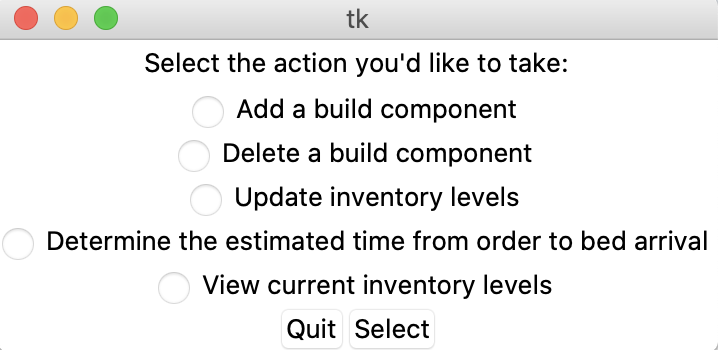 tk
Select the action you'd like to take:
Add a build component
Delete a build component
Update inventory levels
Determine the estimated time from order to bed arrival
View current inventory levels
Quit Select